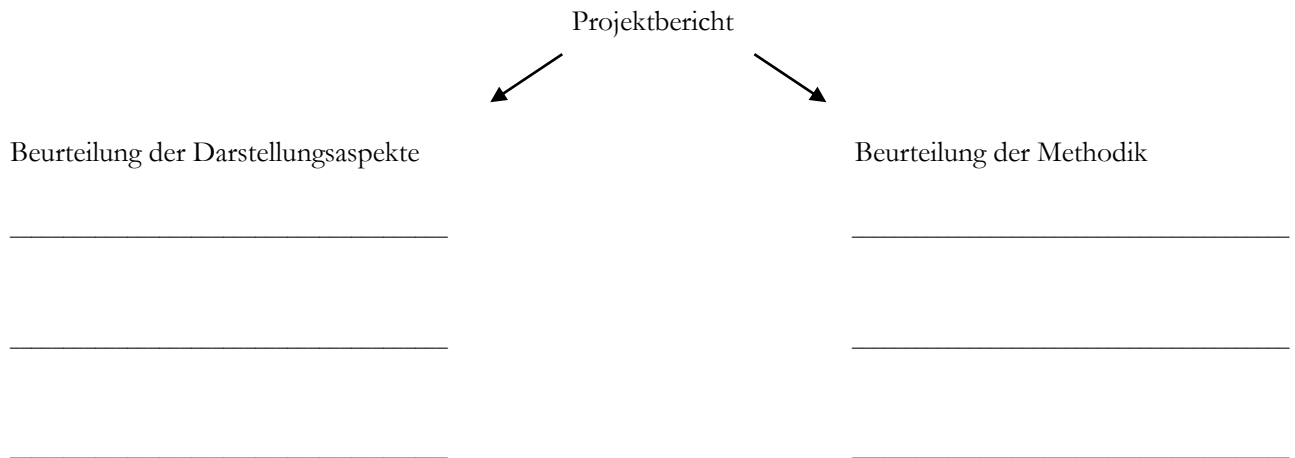 Projektbericht
Beurteilung der Darstellungsaspekte
Beurteilung der Methodik